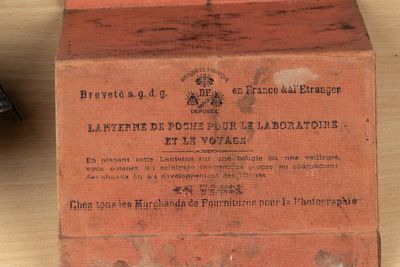 MARQUE DE FABRIQUE
DF
DÉPOSÉE
Breveté s.g.d.g.
en France & à l'Etranger
LANTERNE DE POCHE POUR LE LABORATOIRE
ET LE VOYAGE
En plaçant cette Lanterne sur une bougie ou une veilleuse,
vous obtenez un éclairage inactinique propre au chargement
des chassis ou au développement des clichés
EN VENTE
Chez tous les Marchands de Fournitures pour la Photographie